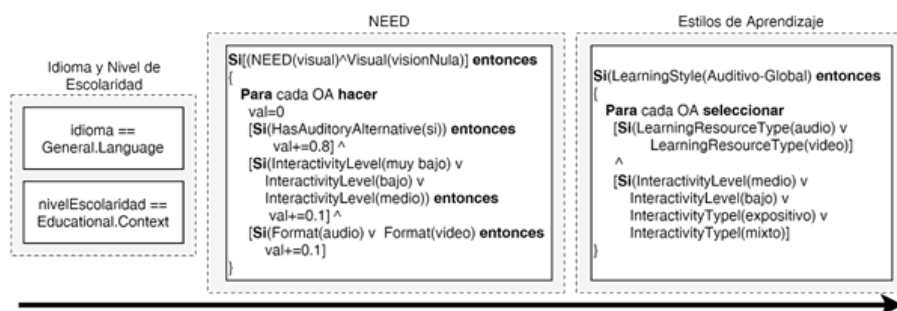 Idioma y Nivel de
Escolaridad
idioma ==
General.Language
nivelEscolaridad ==
Educational.Context
NEED
Si[(NEED(visual)^Visual(visionNula)] entonces
{
Para cada OA hacer
val=0
[Si(HasAuditoryAlternative(si)) entonces
val+=0.8] ^
[Si(InteractivityLevel(muy bajo) v
InteractivityLevel(bajo) v
InteractivityLevel(medio)) entonces
val+=0.1] ^
[Si(Format(audio) v Format(video) entonces
val+=0.1]
}
Estilos de Aprendizaje
Si(LearningStyle(Auditivo-Global) entonces
{
Para cada OA seleccionar
[Si(LearningResourceType(audio) v
LearningResourceType(video)]
^
[Si(InteractivityLevel(medio) v
InteractivityLevel(bajo) v
InteractivityTypel(expositivo) v
InteractivityTypel(mixto)]
}